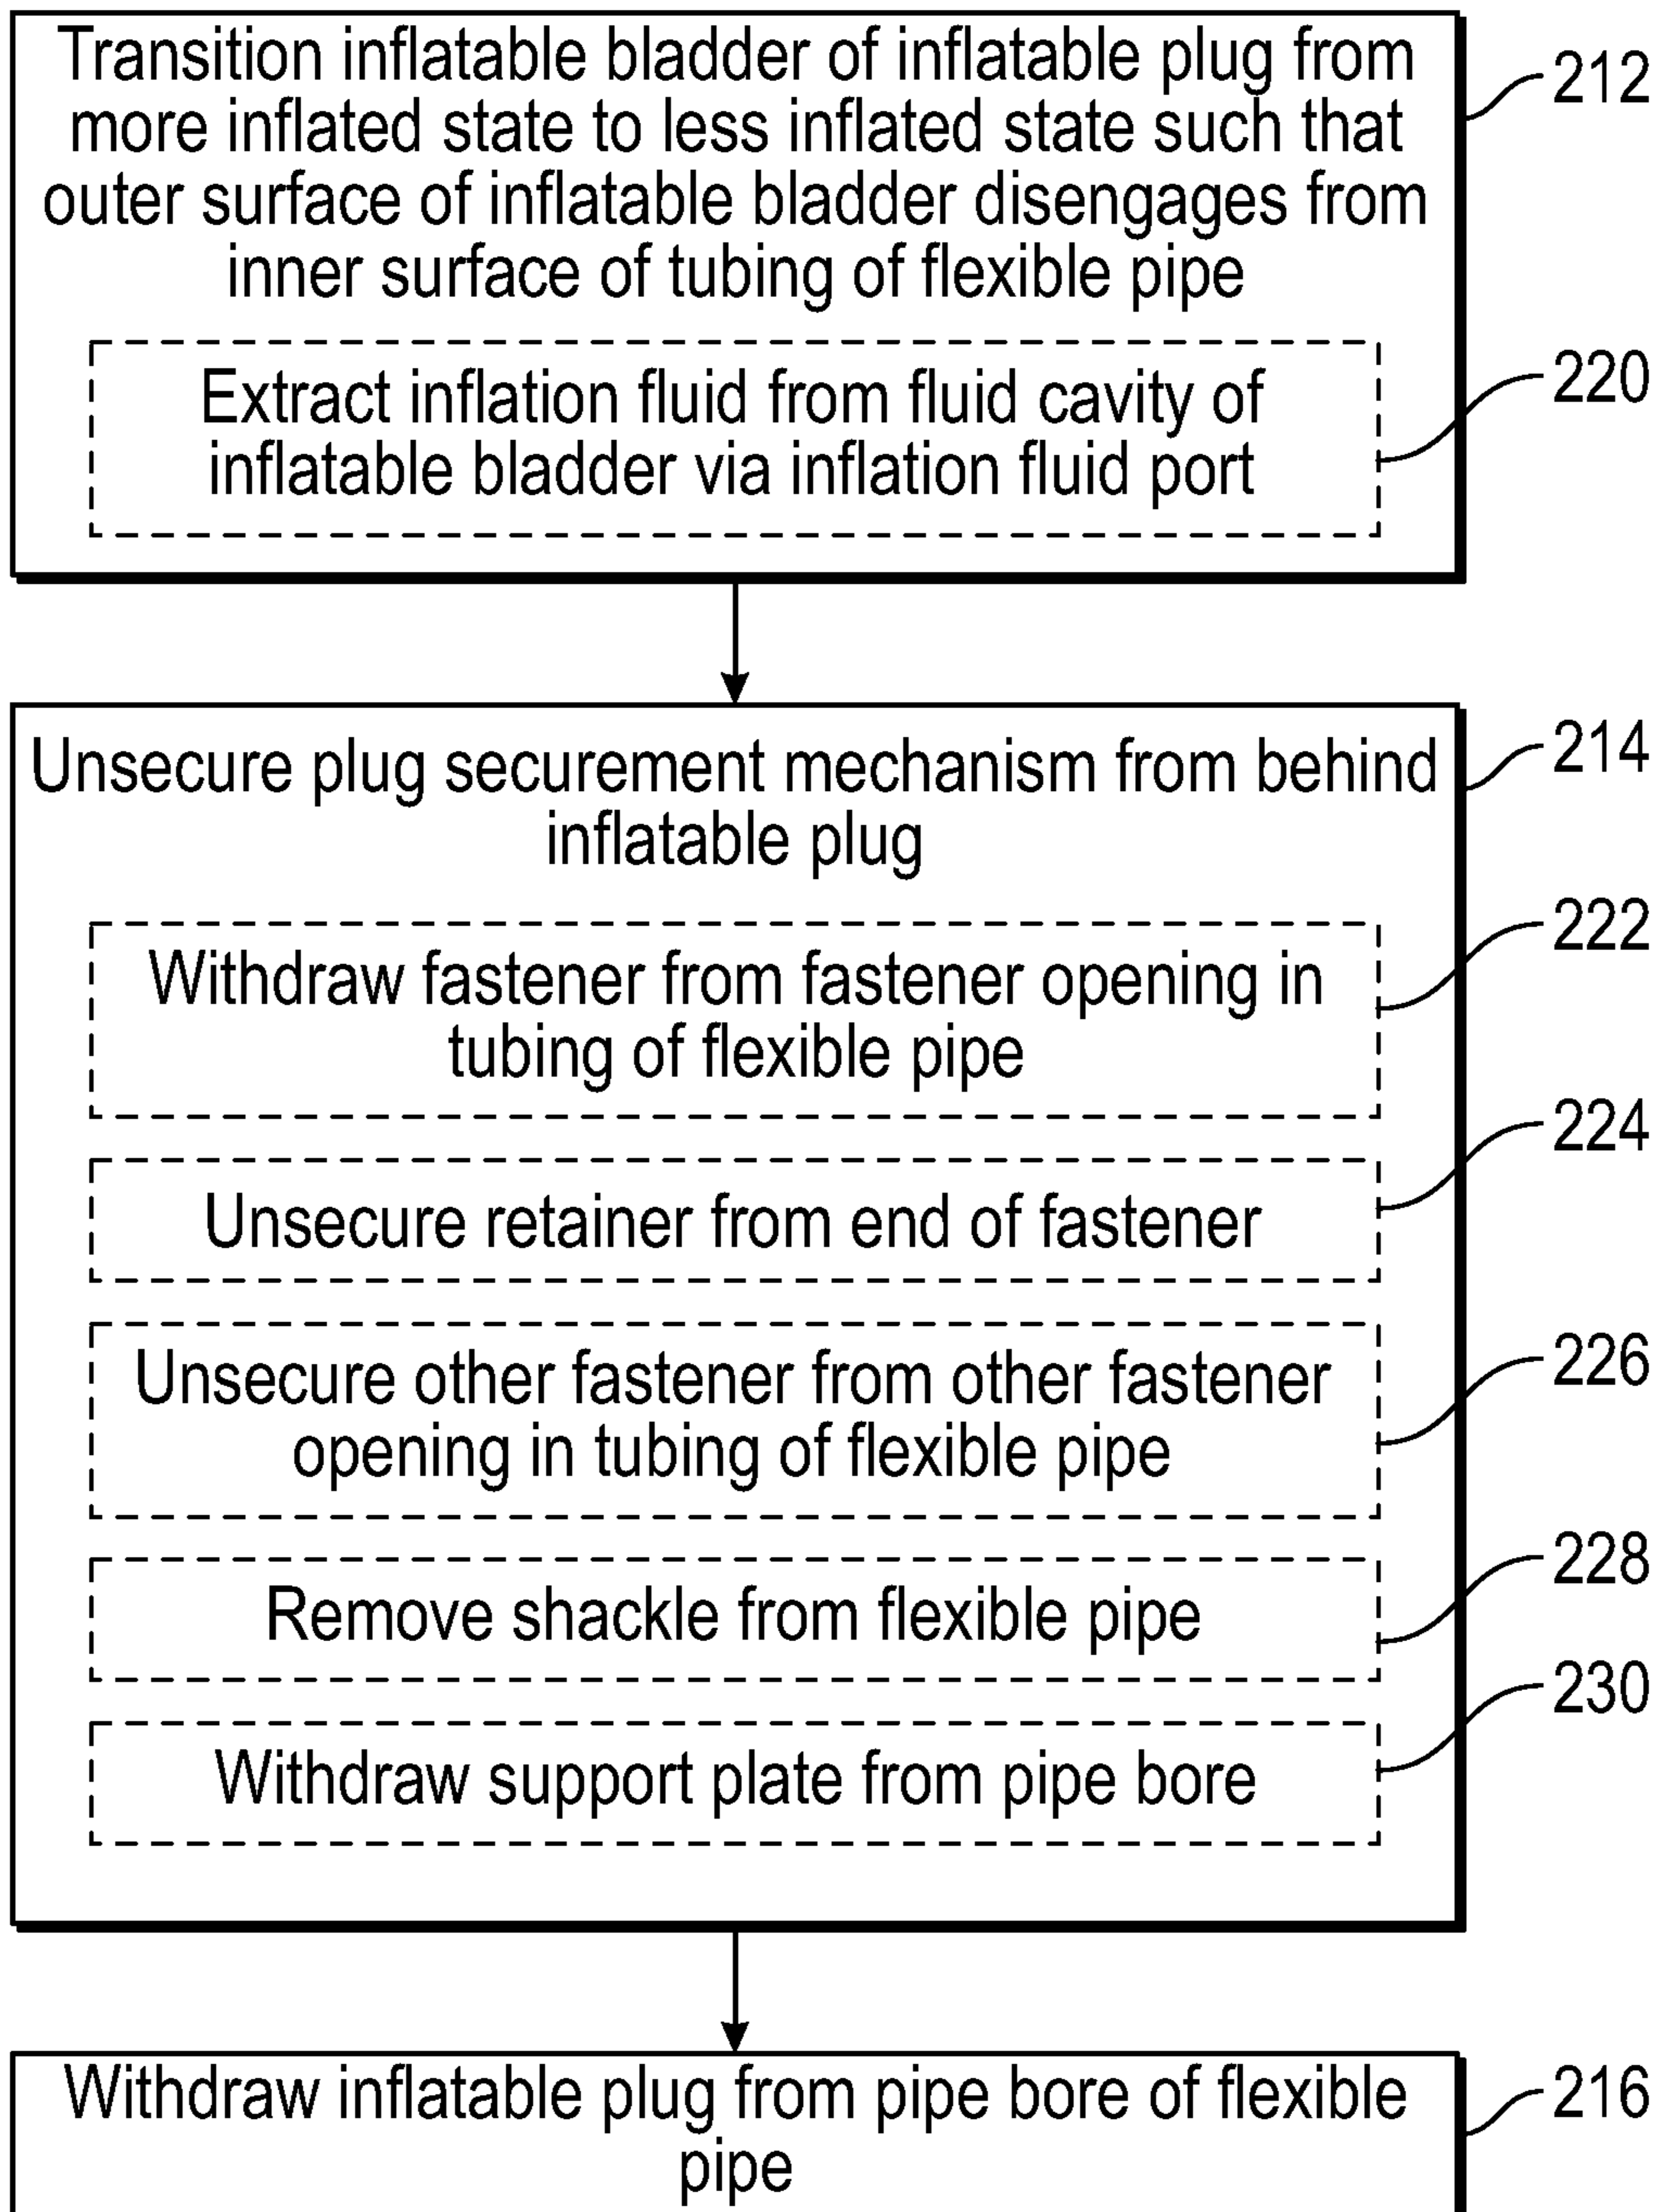 Transition inflatable bladder of inflatable plug from
more inflated state to less inflated state such that
outer surface of inflatable bladder disengages from
inner surface of tubing of flexible pipe
212
Extract inflation fluid from fluid cavity of
inflatable bladder via inflation fluid port
220
Unsecure plug securement mechanism from behind
inflatable plug
214
Withdraw fastener from fastener opening in
tubing of flexible pipe
222
Unsecure retainer from end of fastener
224
Unsecure other fastener from other fastener
opening in tubing of flexible pipe
226
Remove shackle from flexible pipe
228
Withdraw support plate from pipe bore
230
Withdraw inflatable plug from pipe bore of flexible
pipe
216